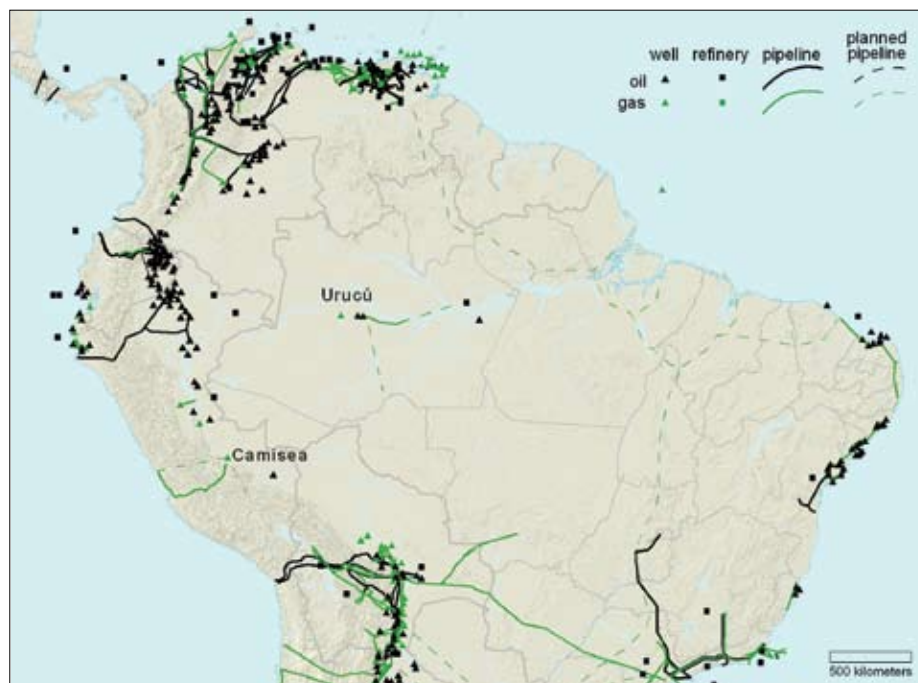 well refinery pipeline planned pipeline
oil
gas
Urucú
Camisea
500 kilometers